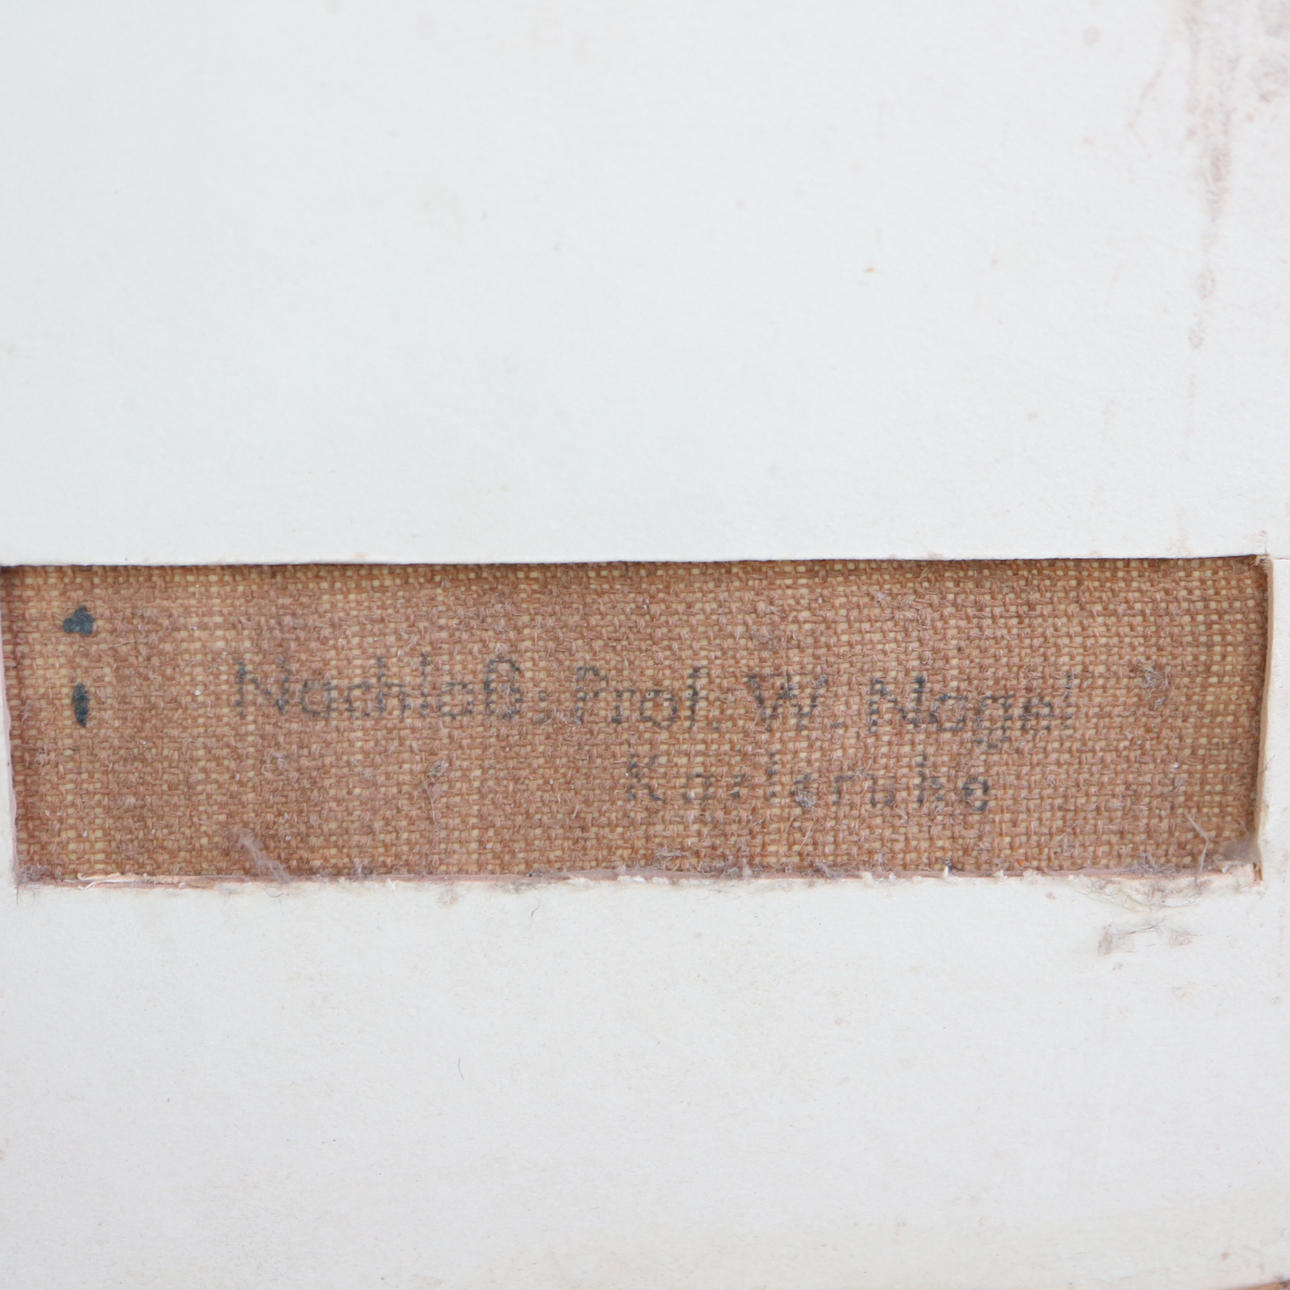 Nachlaß, Prof. W. Nagel
Karlsruhe